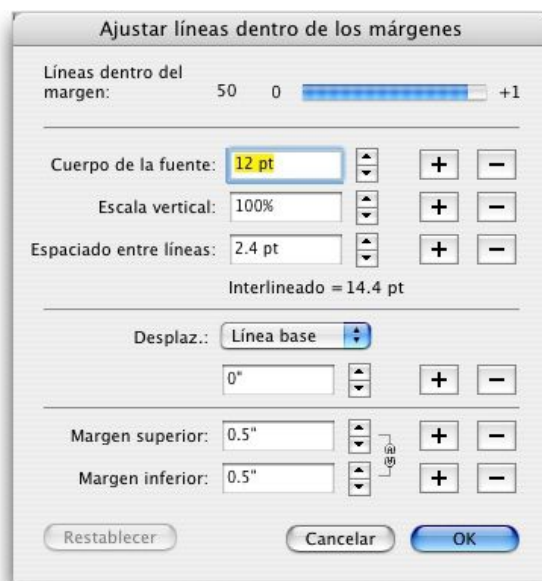 Ajustar líneas dentro de los márgenes
Líneas dentro del
margen: 50 0 +1
Cuerpo de la fuente: 12 pt
Escala vertical: 100%
Espaciado entre líneas: 2.4 pt
Interlineado = 14.4 pt
Desplaz.: Línea base
0"
Margen superior: 0.5"
Margen inferior: 0.5"
Restablecer Cancelar OK